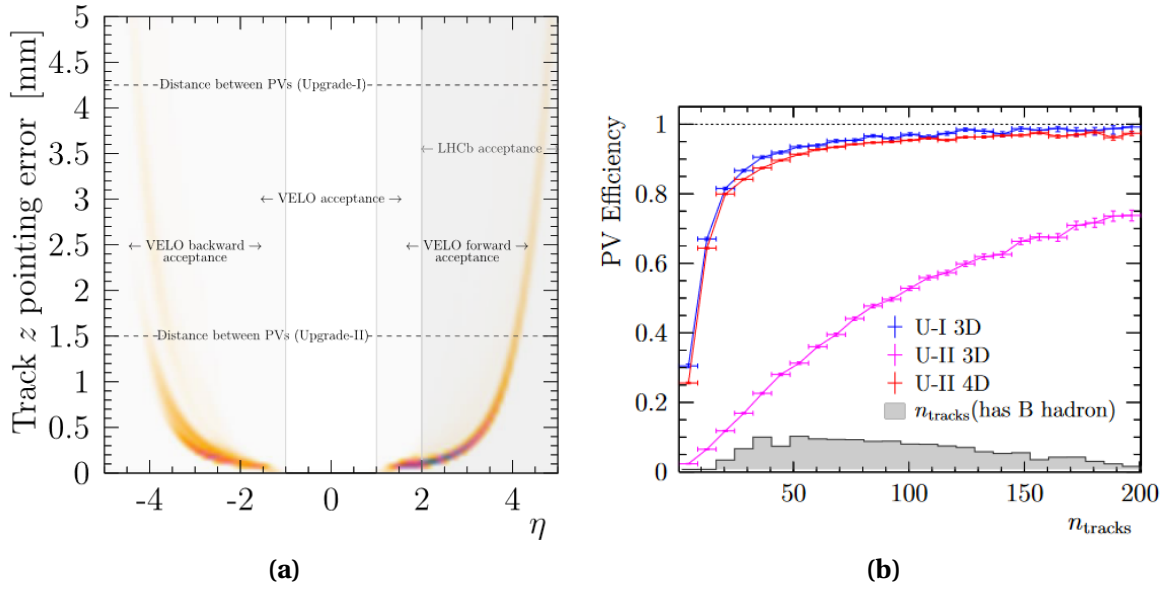 Track z pointing error [mm]
5
4.5
4
3.5
3
2.5
2
1.5
1
0.5
0
Distance between PVs (Upgrade-I)
LHCb acceptance
VELO acceptance
VELO backward
acceptance
VELO forward
acceptance
Distance between PVs (Upgrade-II)
-4 -2 0 2 4
η
(a)
PV Efficiency
1
0.8
0.6
0.4
0.2
0
U-I 3D
U-II 3D
U-II 4D
ntracks(has B hadron)
50 100 150 200
ntracks
(b)